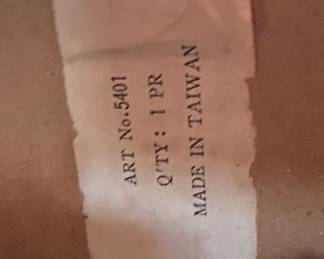 ART No.5401
Q'TY: 1 PR
MADE IN TAIWAN